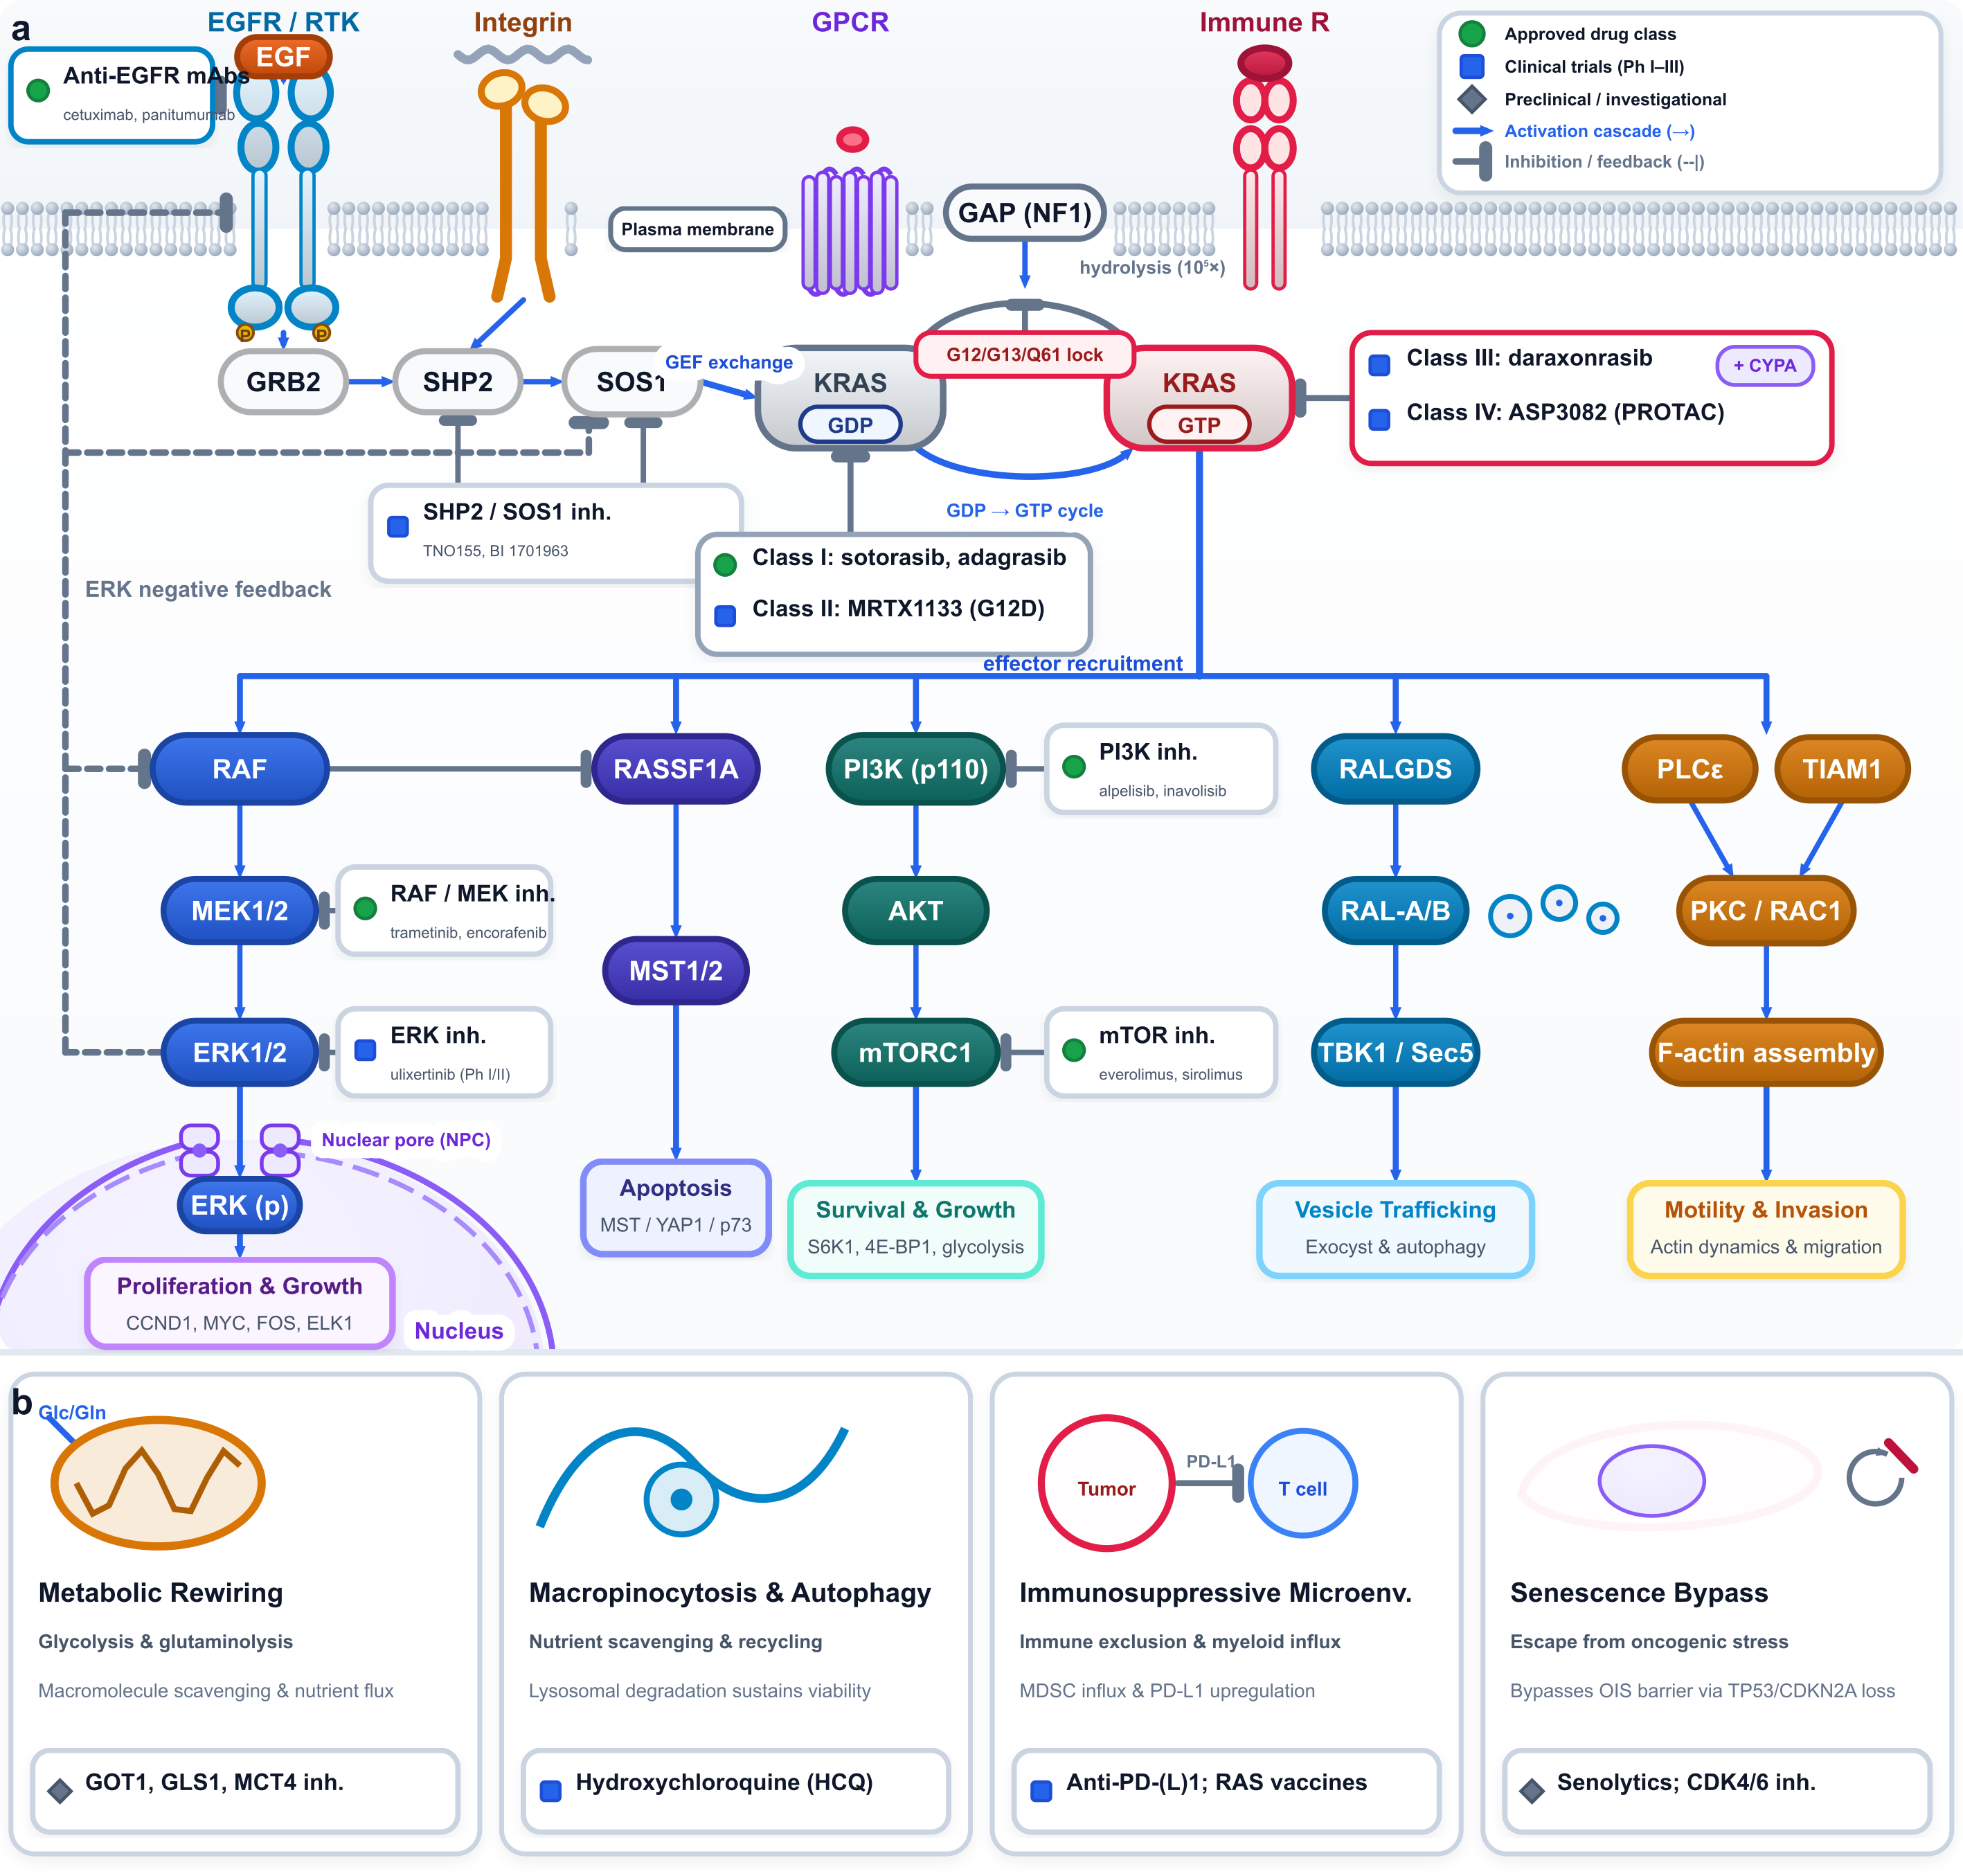 a
EGFR / RTK
Integrin
GPCR
Immune R
EGF
Anti-EGFR mAbs
cetuximab, panitumumab
Approved drug class
Clinical trials (Ph I–III)
Preclinical / investigational
Activation cascade (→)
Inhibition / feedback (--|)
Plasma membrane
GAP (NF1)
hydrolysis (10⁵×)
P
P
GRB2
SHP2
SOS1
GEF exchange
KRAS
GDP
G12/G13/Q61 lock
KRAS
GTP
Class III: daraxonrasib
+ CYPA
Class IV: ASP3082 (PROTAC)
SHP2 / SOS1 inh.
TNO155, BI 1701963
GDP → GTP cycle
Class I: sotorasib, adagrasib
Class II: MRTX1133 (G12D)
ERK negative feedback
effector recruitment
RAF
RASSF1A
PI3K (p110)
PI3K inh.
alpelisib, inavolisib
RALGDS
PLCε
TIAM1
MEK1/2
RAF / MEK inh.
trametinib, encorafenib
MST1/2
AKT
RAL-A/B
PKC / RAC1
ERK1/2
ERK inh.
ulixertinib (Ph I/II)
mTORC1
mTOR inh.
everolimus, sirolimus
TBK1 / Sec5
F-actin assembly
Nuclear pore (NPC)
ERK (p)
Apoptosis
MST / YAP1 / p73
Survival & Growth
S6K1, 4E-BP1, glycolysis
Vesicle Trafficking
Exocyst & autophagy
Motility & Invasion
Actin dynamics & migration
Proliferation & Growth
CCND1, MYC, FOS, ELK1
Nucleus
b
Glc/Gln
Metabolic Rewiring
Glycolysis & glutaminolysis
Macromolecule scavenging & nutrient flux
GOT1, GLS1, MCT4 inh.
Macropinocytosis & Autophagy
Nutrient scavenging & recycling
Lysosomal degradation sustains viability
Hydroxychloroquine (HCQ)
Tumor
PD-L1
T cell
Immunosuppressive Microenv.
Immune exclusion & myeloid influx
MDSC influx & PD-L1 upregulation
Anti-PD-(L)1; RAS vaccines
Senescence Bypass
Escape from oncogenic stress
Bypasses OIS barrier via TP53/CDKN2A loss
Senolytics; CDK4/6 inh.